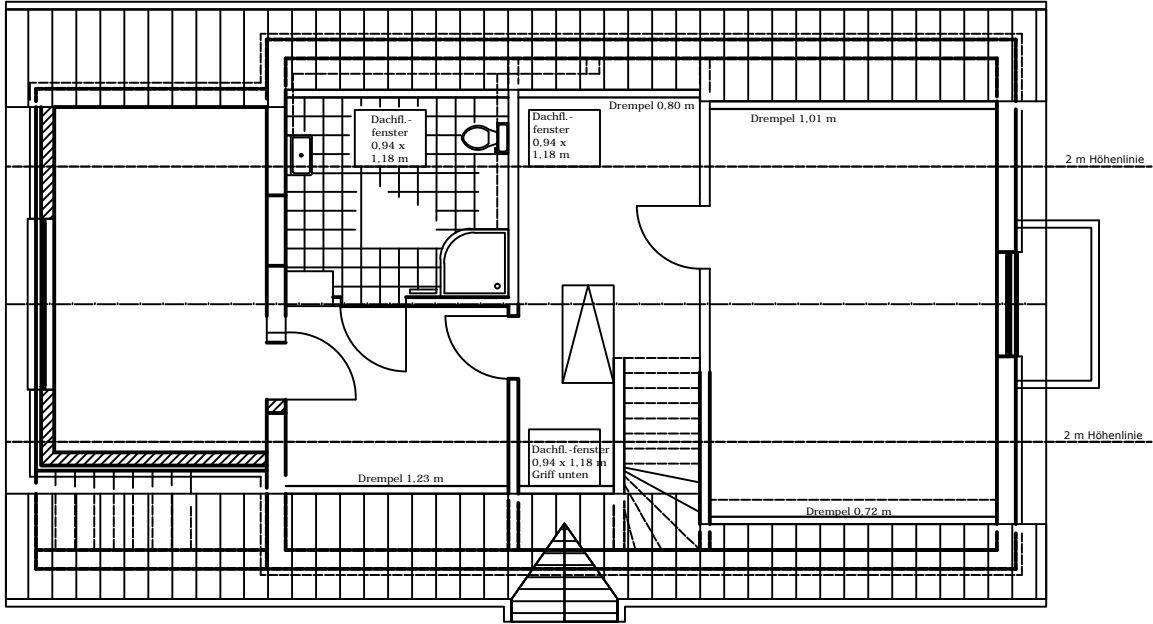 Drempel 0,80 m
Dachfl.-
fenster
0,94 x
1,18 m
Dachfl.-
fenster
0,94 x
1,18 m
Drempel 1,01 m
2 m Höhenlinie
2 m Höhenlinie
Dachfl.-fenster
0,94 x 1,18 m
Griff unten
Drempel 1,23 m
Drempel 0,72 m